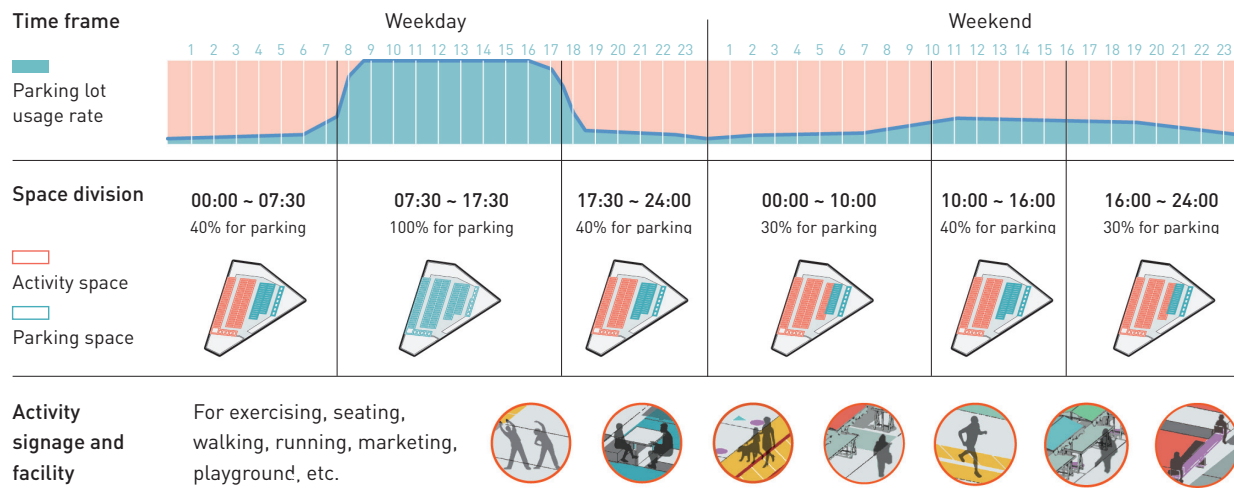 Time frame
Weekday
Weekend
1 2 3 4 5 6 7 8 9 10 11 12 13 14 15 16 17 18 19 20 21 22 23
1 2 3 4 5 6 7 8 9 10 11 12 13 14 15 16 17 18 19 20 21 22 23
Parking lot
usage rate
Space division
00:00 ~ 07:30
40% for parking
07:30 ~ 17:30
100% for parking
17:30 ~ 24:00
40% for parking
00:00 ~ 10:00
30% for parking
10:00 ~ 16:00
40% for parking
16:00 ~ 24:00
30% for parking
Activity space
Parking space
Activity
signage and
facility
For exercising, seating,
walking, running, marketing,
playground, etc.